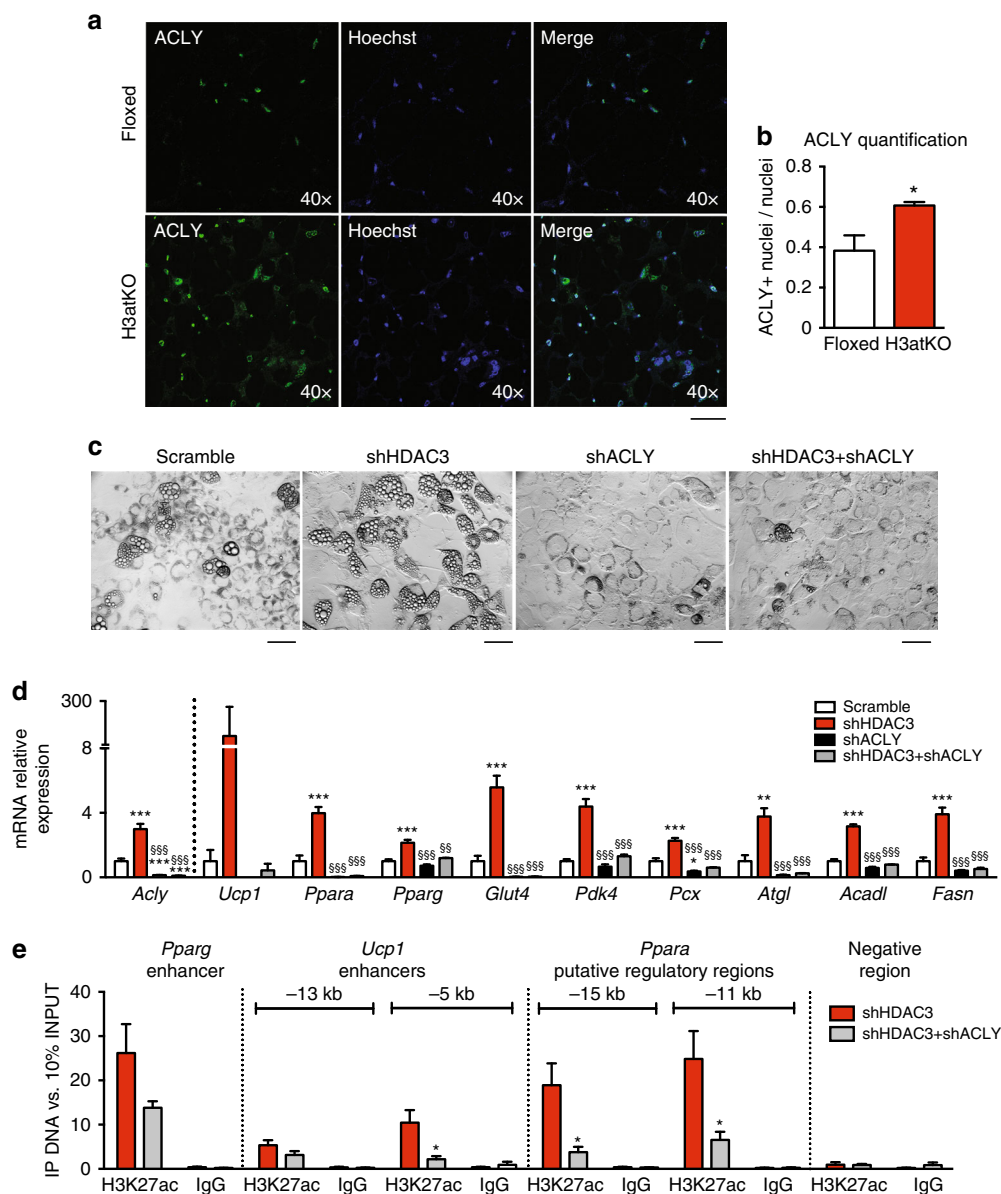 a
ACLY Hoechst Merge
Floxed
40× 40× 40×
ACLY Hoechst Merge
H3atKO
40× 40× 40×
b
ACLY quantification
ACLY+ nuclei / nuclei
0.8
0.6
0.4
0.2
0
*
Floxed H3atKO
c
Scramble shHDAC3 shACLY shHDAC3+shACLY
d
mRNA relative
expression
300
8
4
0
Scramble
shHDAC3
shACLY
shHDAC3+shACLY
*** *** *** *** *** *** ** *** ***
§§§ §§§ §§§ §§§ §§§ §§ §§§ §§§ §§§ §§§ §§§ §§§ §§§ §§§ §§§ §§§ §§§ §§§
*** *** *
Acly Ucp1 Ppara Pparg Glut4 Pdk4 Pcx Atgl Acadl Fasn
e
Pparg
enhancer
Ucp1
enhancers
Ppara
putative regulatory regions
Negative
region
–13 kb –5 kb –15 kb –11 kb
shHDAC3
shHDAC3+shACLY
IP DNA vs. 10% INPUT
40
30
20
10
0
* * *
H3K27ac IgG H3K27ac IgG H3K27ac IgG H3K27ac IgG H3K27ac IgG H3K27ac IgG